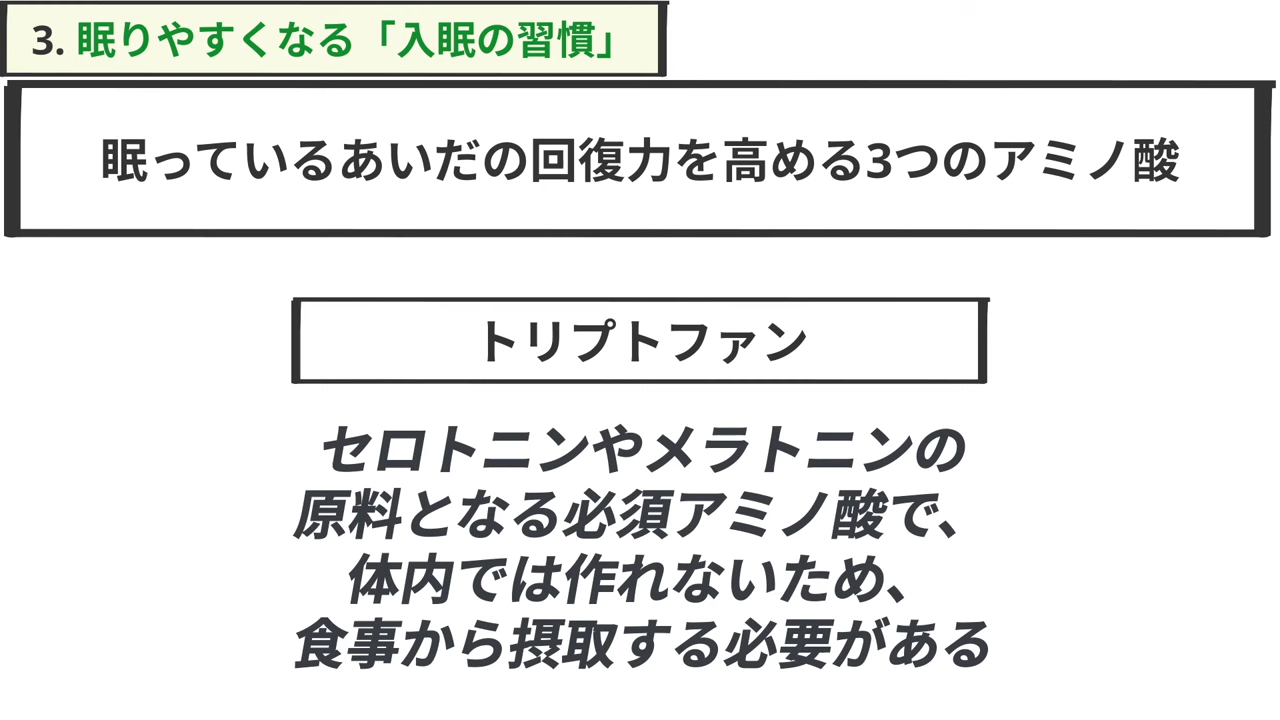 3. 眠りやすくなる「入眠の習慣」
眠っているあいだの回復力を高める3つのアミノ酸
トリプトファン
セロトニンやメラトニンの
原料となる必須アミノ酸で、
体内では作れないため、
食事から摂取する必要がある